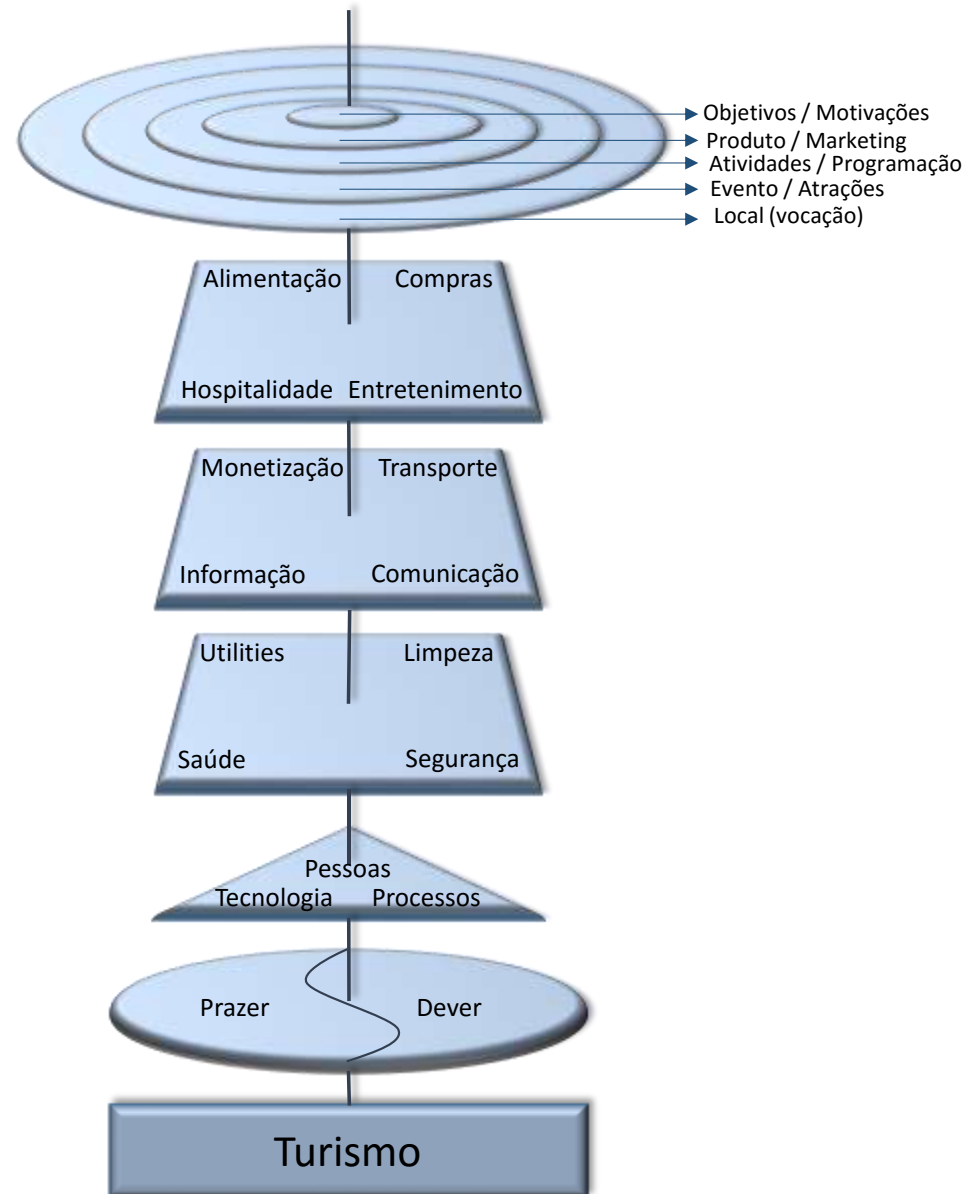 Objetivos / Motivações
Produto / Marketing
Atividades / Programação
Evento / Atrações
Local (vocação)
Alimentação Compras
Hospitalidade Entretenimento
Monetização Transporte
Informação Comunicação
Utilities Limpeza
Saúde Segurança
Pessoas
Tecnologia Processos
Prazer Dever
Turismo